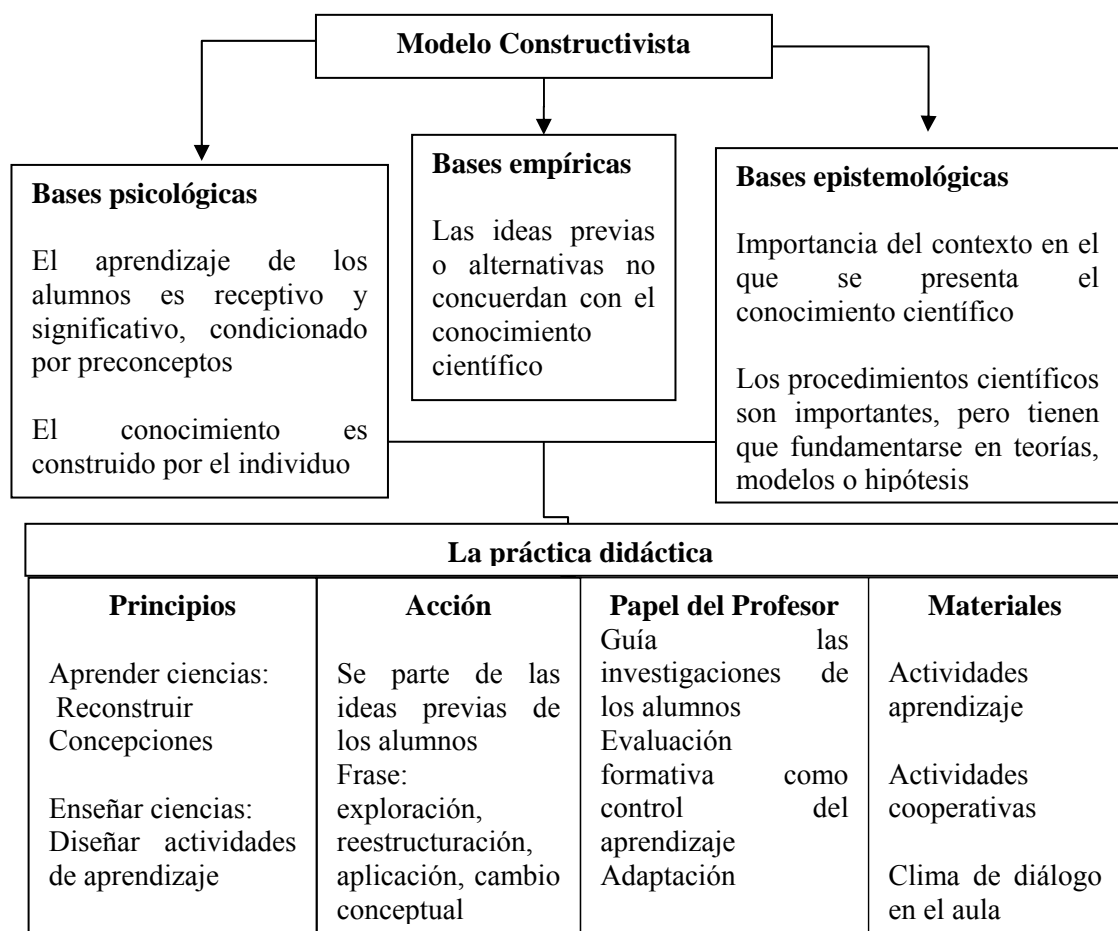 Modelo Constructivista
Bases psicológicas
El aprendizaje de los
alumnos es receptivo y
significativo, condicionado
por preconceptos
El conocimiento es
construido por el individuo
Bases empíricas
Las ideas previas
o alternativas no
concuerdan con el
conocimiento
científico
Bases epistemológicas
Importancia del contexto en el
que se presenta el
conocimiento científico
Los procedimientos científicos
son importantes, pero tienen
que fundamentarse en teorías,
modelos o hipótesis
La práctica didáctica
Principios
Aprender ciencias:
Reconstruir
Concepciones
Enseñar ciencias:
Diseñar actividades
de aprendizaje
Acción
Se parte de las
ideas previas de
los alumnos
Frase:
exploración,
reestructuración,
aplicación, cambio
conceptual
Papel del Profesor
Guía las
investigaciones de
los alumnos
Evaluación
formativa como
control del
aprendizaje
Adaptación
Materiales
Actividades
aprendizaje
Actividades
cooperativas
Clima de diálogo
en el aula